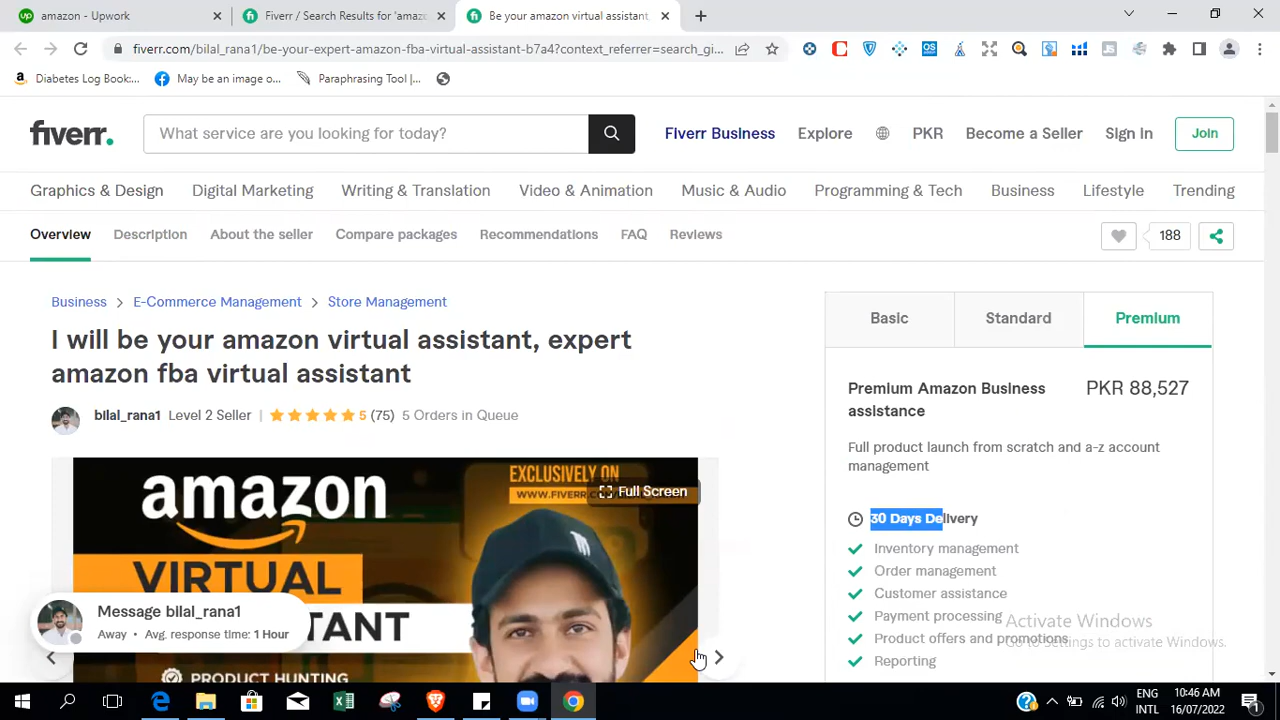 amazon - Upwork
Fiverr / Search Results for 'amazo
Be your amazon virtual assistant,
fiverr.com/bilal_rana1/be-your-expert-amazon-fba-virtual-assistant-b7a4?context_referrer=search_gi...
Diabetes Log Book:...
May be an image o...
Paraphrasing Tool |...
fiverr.
What service are you looking for today?
Fiverr Business
Explore
PKR
Become a Seller
Sign In
Join
Graphics & Design
Digital Marketing
Writing & Translation
Video & Animation
Music & Audio
Programming & Tech
Business
Lifestyle
Trending
Overview
Description
About the seller
Compare packages
Recommendations
FAQ
Reviews
188
Business
E-Commerce Management
Store Management
I will be your amazon virtual assistant, expert
amazon fba virtual assistant
bilal_rana1 Level 2 Seller | 5 (75) 5 Orders in Queue
amazon
EXCLUSIVELY ON
WWW.FIVERR
Full Screen
VIRTUAL
TANT
PRODUCT HUNTING
Message bilal_rana1
Away • Avg. response time: 1 Hour
Basic
Standard
Premium
Premium Amazon Business
assistance
PKR 88,527
Full product launch from scratch and a-z account
management
30 Days Delivery
Inventory management
Order management
Customer assistance
Payment processing
Product offers and promotions
Reporting
Activate Windows
Go to Settings to activate Windows.
ENG
INTL
10:46 AM
16/07/2022